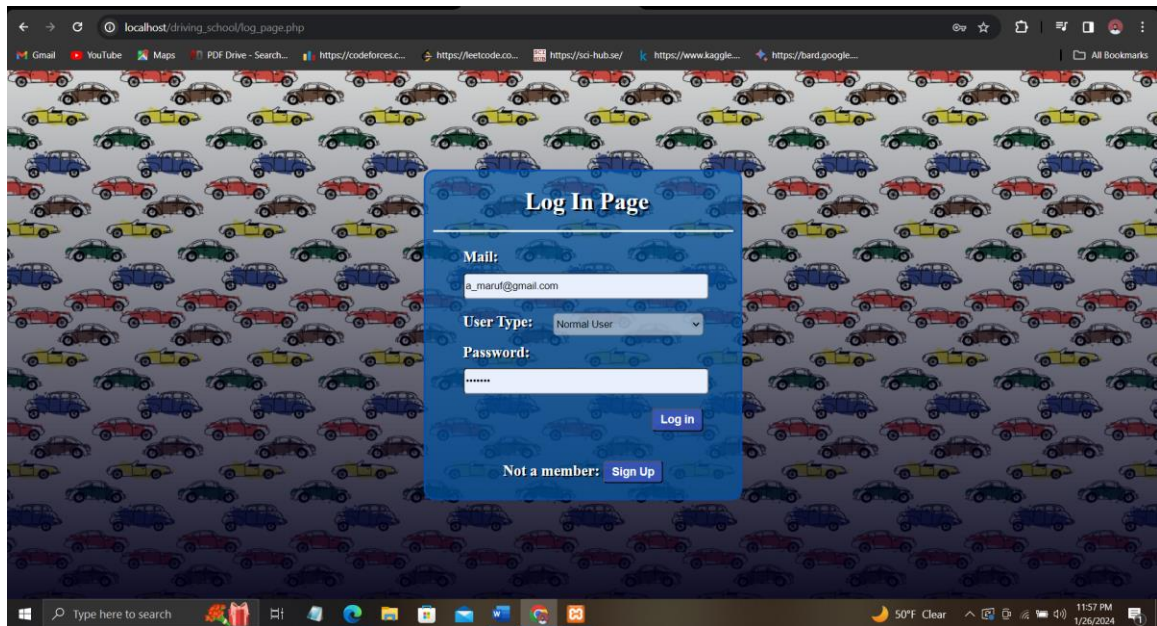 localhost/driving_school/log_page.php
Gmail YouTube Maps PDF Drive - Search... https://codeforces.c... https://leetcode.co... https://sci-hub.se/ https://www.kaggle.... https://bard.google.... All Bookmarks
Log In Page
Mail:
a_maruf@gmail.com
User Type: Normal User
Password:
•••••••
Log in
Not a member: Sign Up
Type here to search 50°F Clear 11:57 PM
1/26/2024